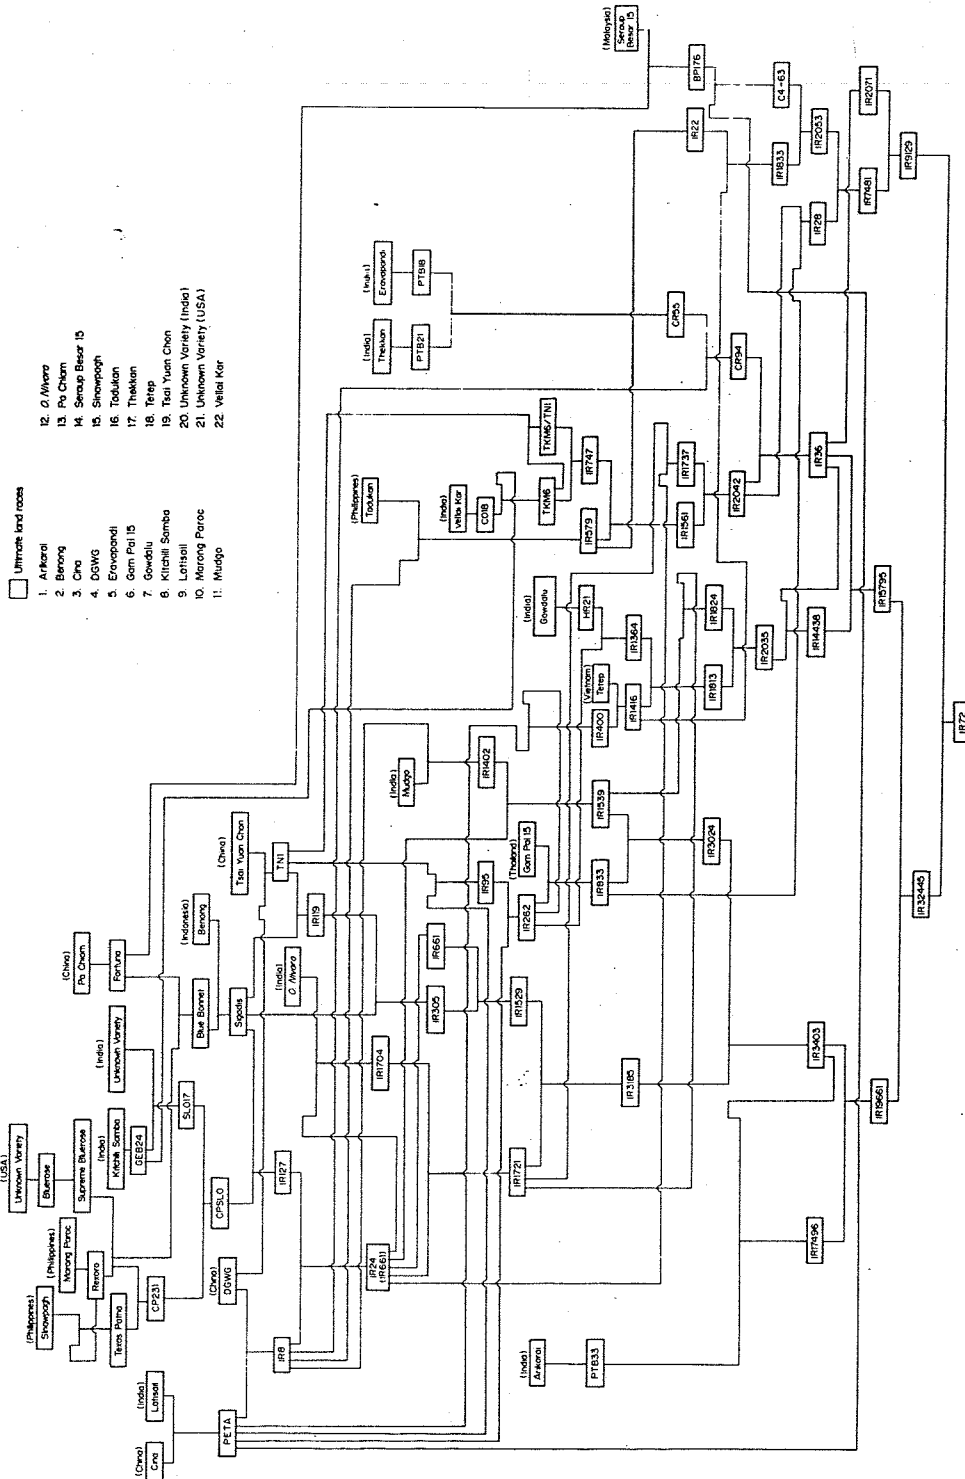 Ultimate land races
1. Arikarai
2. Benong
3. Cina
4. DGWG
5. Eravapandi
6. Gam Pai 15
7. Gowdalu
8. Kitchili Samba
9. Latisail
10. Marong Paroc
11. Mudgo
12. O. Nivara
13. Pa Chiam
14. Seraup Besar 15
15. Sinawpagh
16. Tadukan
17. Thekkan
18. Tetep
19. Tsai Yuan Chon
20. Unknown Variety (India)
21. Unknown Variety (USA)
22. Vellai Kar
(China)
Cina
(India)
Latisail
PETA
(Philippines)
Sinawpagh
Texas Patna
(Philippines)
Marong Paroc
Rexoro
CP231
(USA)
Unknown Variety
Bluerose
Supreme Bluerose
(India)
Kitchili Samba
GEB24
(India)
Unknown Variety
SLO17
CPSLO
(China)
Pa Chiam
Fortuna
Blue Bonnet
(Indonesia)
Benong
Sigadis
(China)
Tsai Yuan Chon
TN1
(China)
DGWG
IR8
IR127
IR119
(India)
O. Nivara
IR24
(IR661)
IR1704
IR305
IR661
IR95
(India)
Mudgo
IR1402
(India)
Arikarai
PTB33
IR1721
IR1529
IR262
(Thailand)
Gam Pai 15
IR833
IR1539
IR3185
IR3024
IR400
(Vietnam)
Tetep
IR1416
(India)
Gowdalu
HR21
IR1364
IR1813
IR1824
IR2035
(Philippines)
Tadukan
(India)
Vellai Kar
CO18
TKM6
TKM6/TN1
IR747
IR579
IR1561
IR1737
IR2042
(India)
Thekkan
PTB21
(India)
Eravapandi
PTB18
CR55
CR94
(Malaysia)
Seraup
Besar 15
BP176
IR22
C4-63
IR1833
IR2053
IR28
IR36
IR2071
IR7481
IR9129
IR14438
IR15795
IR17496
IR3403
IR19661
IR32445
IR72